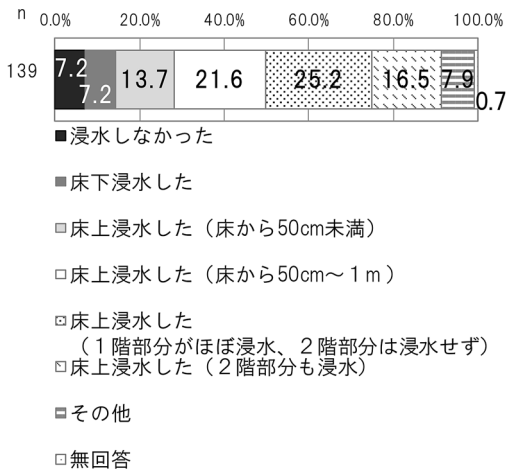 n
0.0% 20.0% 40.0% 60.0% 80.0% 100.0%
139 7.2 7.2 13.7 21.6 25.2 16.5 7.9 0.7
浸水しなかった
床下浸水した
床上浸水した（床から50cm未満）
床上浸水した（床から50cm～１ｍ）
床上浸水した
（１階部分がほぼ浸水、２階部分は浸水せず）
床上浸水した（２階部分も浸水）
その他
無回答